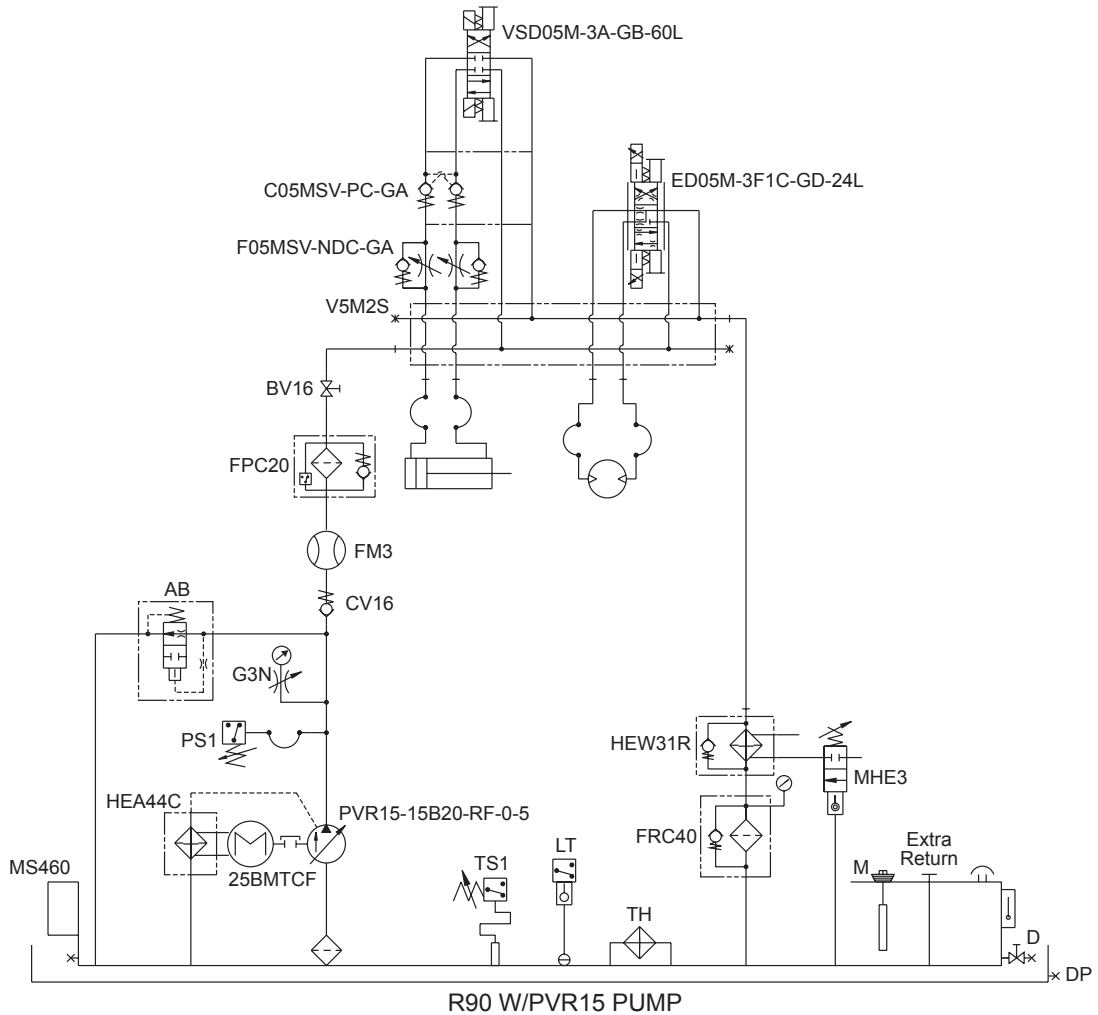 VSD05M-3A-GB-60L
ED05M-3F1C-GD-24L
C05MSV-PC-GA
F05MSV-NDC-GA
V5M2S
BV16
FPC20
FM3
AB
CV16
G3N
PS1
HEW31R
MHE3
HEA44C
PVR15-15B20-RF-0-5
FRC40
LT
Extra
Return
MS460
25BMTCF
TS1
M
TH
D
DP
R90 W/PVR15 PUMP